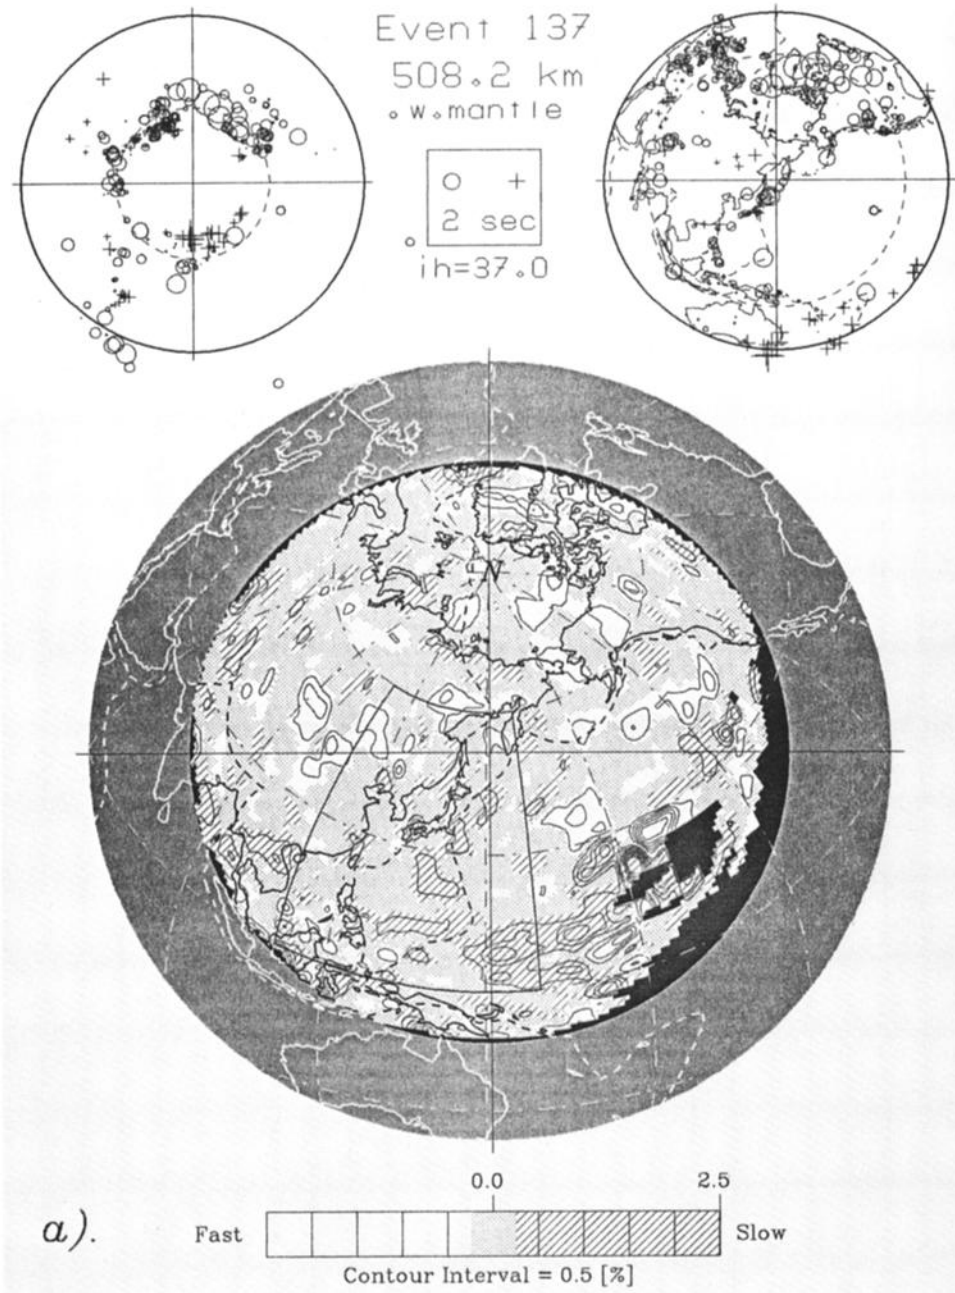 Event 137
508.2 km
o w.mantle
2 sec
ih=37.0
N
0.0 2.5
a). Fast Slow
Contour Interval = 0.5 [%]